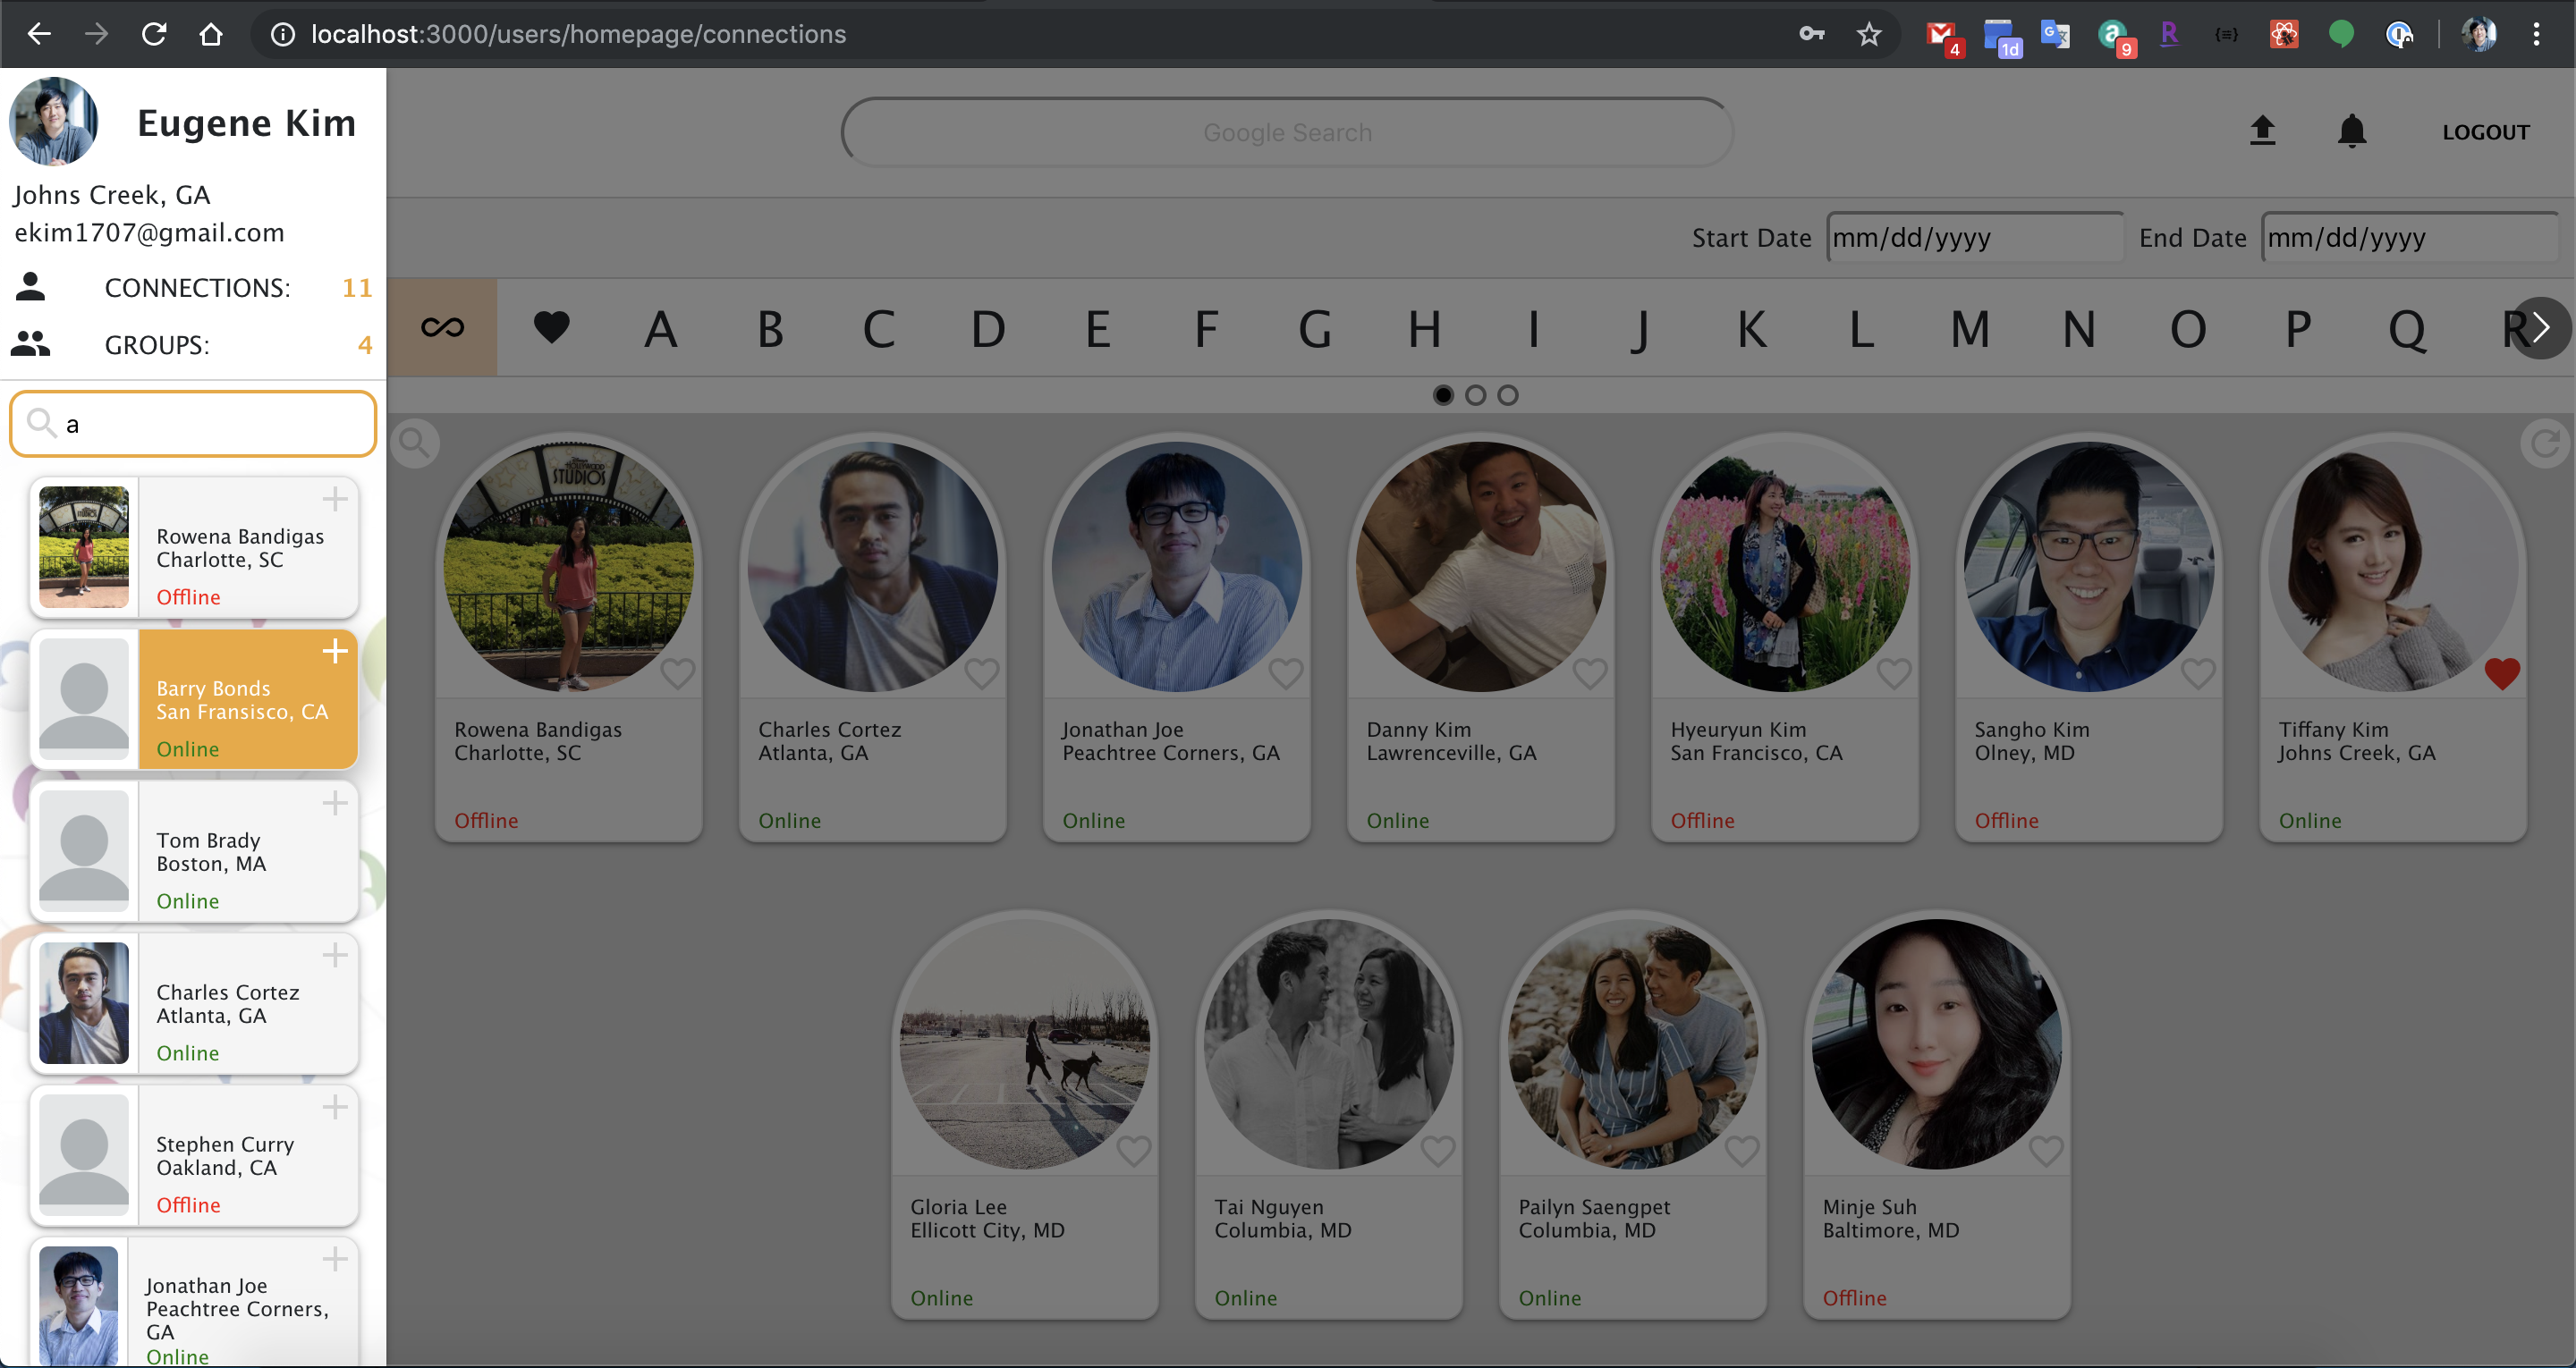 localhost:3000/users/homepage/connections
4
1d
9
Eugene Kim
Johns Creek, GA
ekim1707@gmail.com
CONNECTIONS: 11
GROUPS: 4
a
Rowena Bandigas
Charlotte, SC
Offline
Barry Bonds
San Fransisco, CA
Online
Tom Brady
Boston, MA
Online
Charles Cortez
Atlanta, GA
Online
Stephen Curry
Oakland, CA
Offline
Jonathan Joe
Peachtree Corners,
GA
Online
Google Search
LOGOUT
Start Date mm/dd/yyyy End Date mm/dd/yyyy
A B C D E F G H I J K L M N O P Q R
HOLLYWOOD
STUDIOS
Rowena Bandigas
Charlotte, SC
Offline
Charles Cortez
Atlanta, GA
Online
Jonathan Joe
Peachtree Corners, GA
Online
Danny Kim
Lawrenceville, GA
Online
Hyeuryun Kim
San Francisco, CA
Offline
Sangho Kim
Olney, MD
Offline
Tiffany Kim
Johns Creek, GA
Online
Gloria Lee
Ellicott City, MD
Online
Tai Nguyen
Columbia, MD
Online
Pailyn Saengpet
Columbia, MD
Online
Minje Suh
Baltimore, MD
Offline